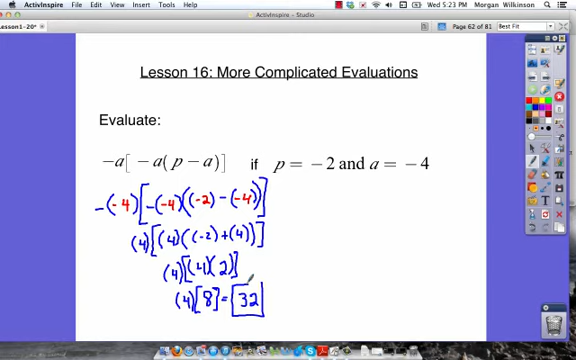 ActivInspire File Edit View Insert Tools Help Wed 5:23 PM Morgan Wilkinson
ActivInspire – Studio
Lesson1-20* Page 62 of 81 Best Fit
Lesson 16: More Complicated Evaluations
Evaluate:
−a[ −a( p − a)] if p = −2 and a = −4
-(-4)[-(-4)((-2)-(-4))]
(4)[(4)((-2)+(4))]
(4)[(4)(2)]
(4)[8]=32